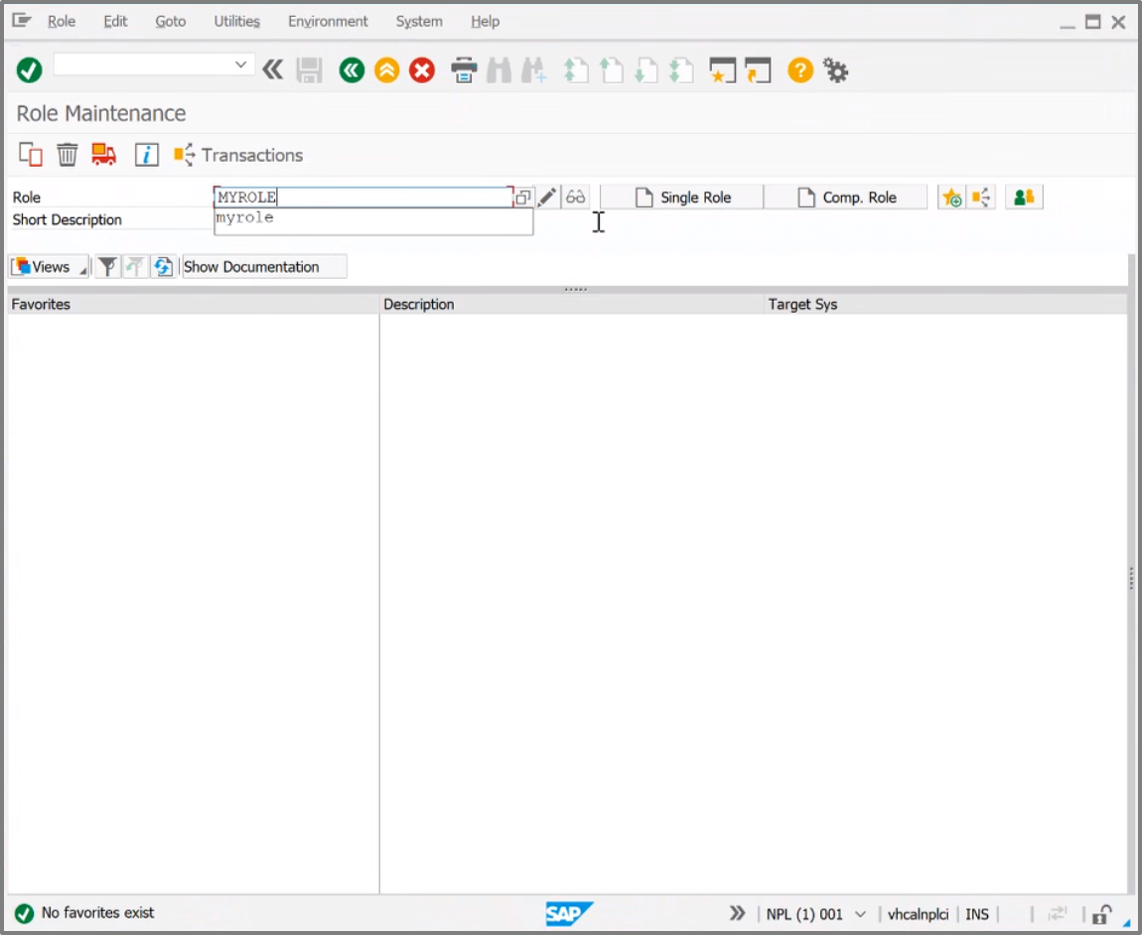 Role Edit Goto Utilities Environment System Help
Role Maintenance
Transactions
Role MYROLE Single Role Comp. Role
myrole
Short Description
Views Show Documentation
Favorites Description Target Sys
No favorites exist SAP NPL (1) 001 vhcalnplci INS